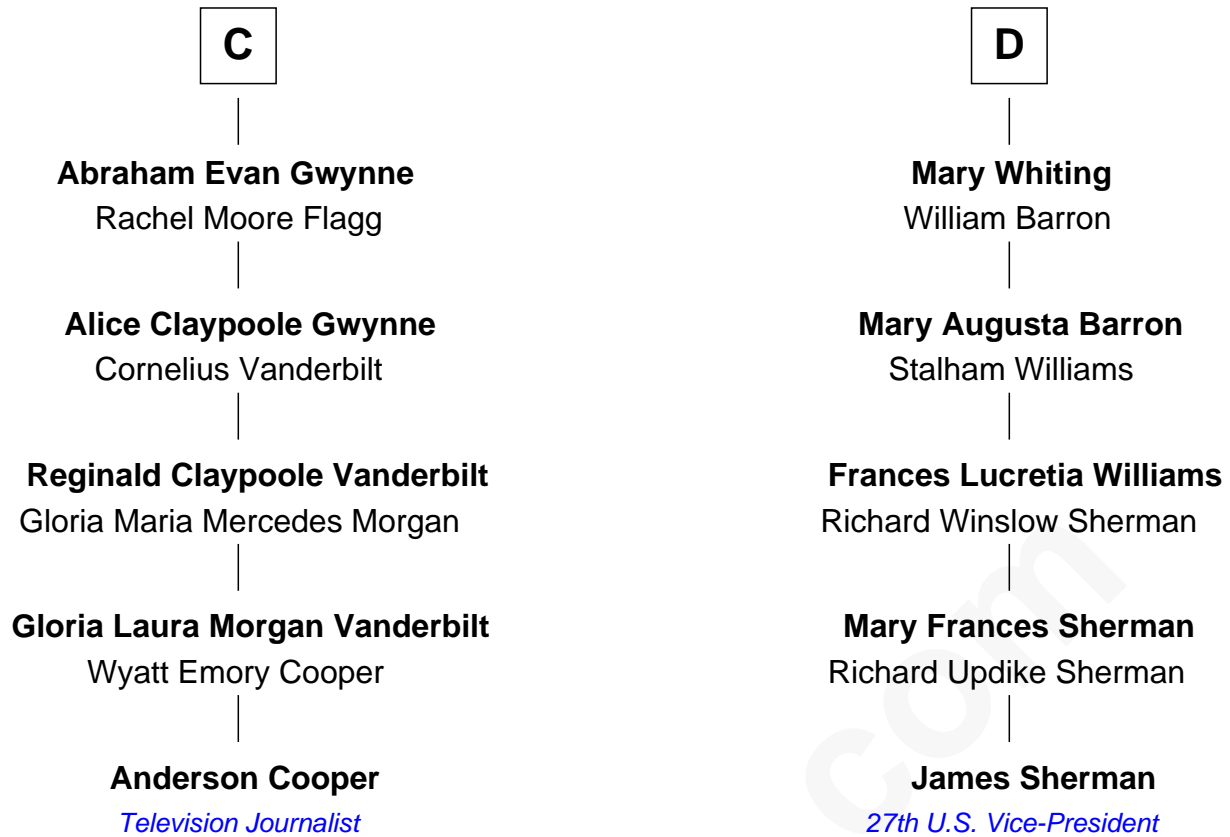 C
Abraham Evan Gwynne
Rachel Moore Flagg
Alice Claypoole Gwynne
Cornelius Vanderbilt
Reginald Claypoole Vanderbilt
Gloria Maria Mercedes Morgan
Gloria Laura Morgan Vanderbilt
Wyatt Emory Cooper
Anderson Cooper
Television Journalist
D
Mary Whiting
William Barron
Mary Augusta Barron
Stalham Williams
Frances Lucretia Williams
Richard Winslow Sherman
Mary Frances Sherman
Richard Updike Sherman
James Sherman
27th U.S. Vice-President
com